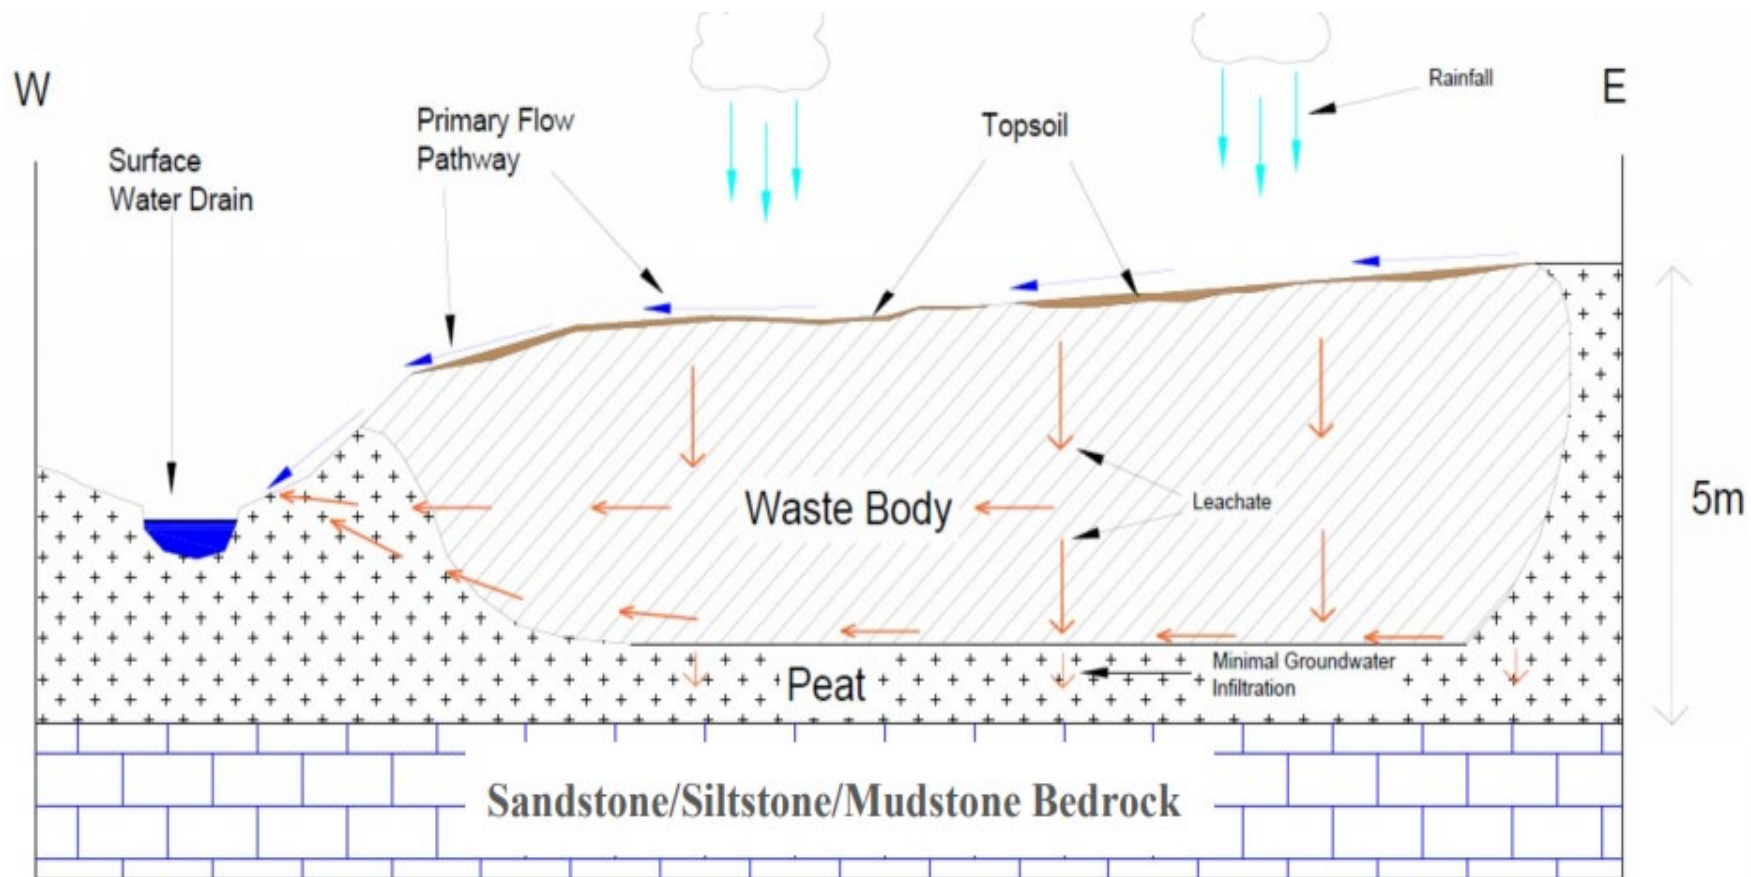 W
E
Rainfall
Primary Flow
Pathway
Topsoil
Surface
Water Drain
Waste Body
Leachate
5m
Minimal Groundwater
Infiltration
Peat
Sandstone/Siltstone/Mudstone Bedrock